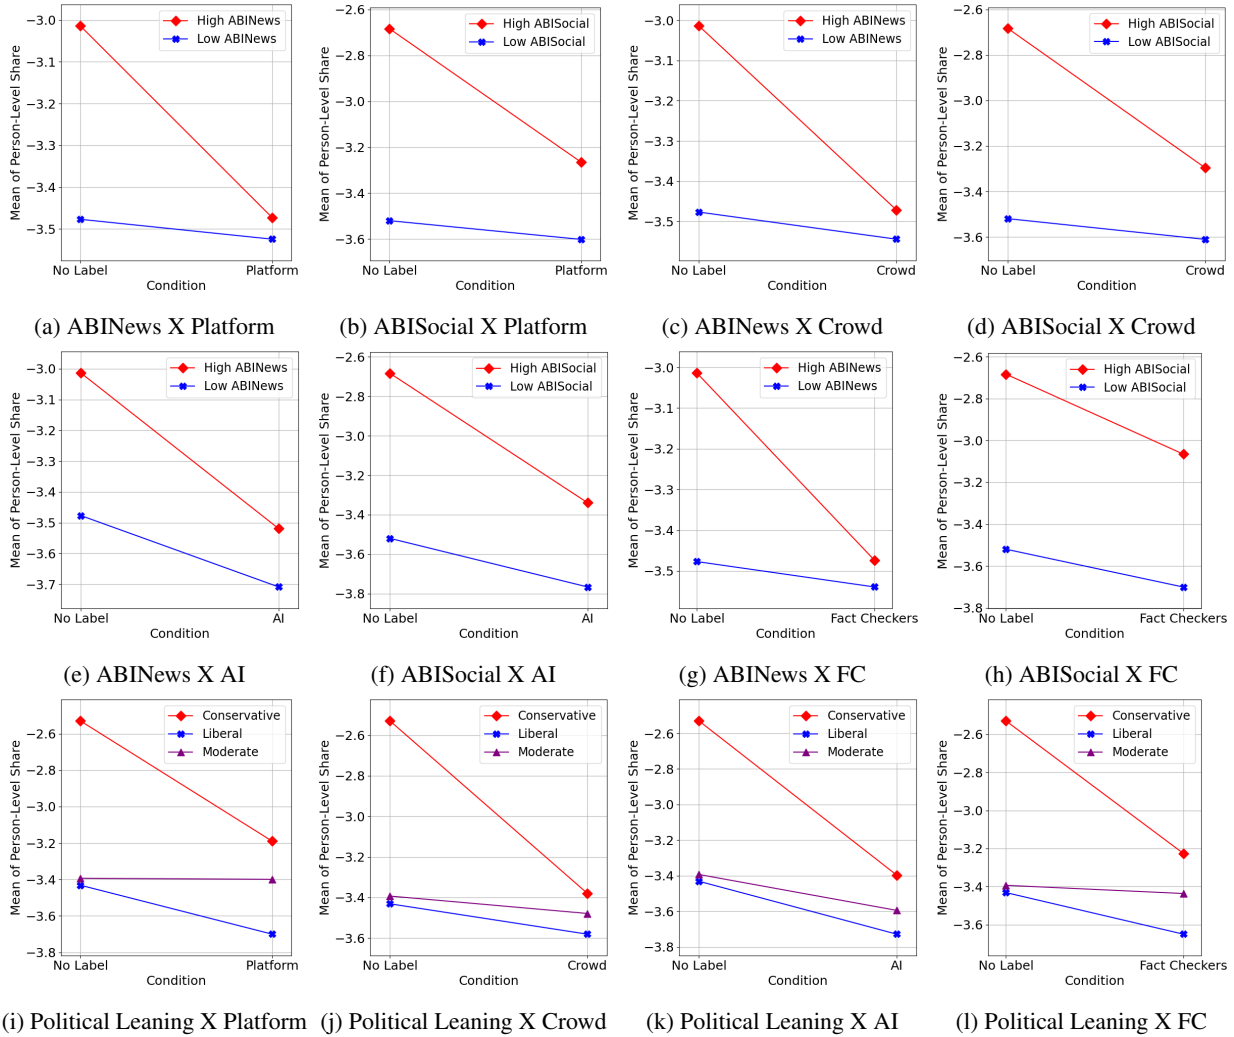 −3.0
−3.1
−3.2
−3.3
−3.4
−3.5
Mean of Person-Level Share
High ABINews
Low ABINews
No Label
Platform
Condition
(a) ABINews X Platform
−2.6
−2.8
−3.0
−3.2
−3.4
−3.6
Mean of Person-Level Share
High ABISocial
Low ABISocial
No Label
Platform
Condition
(b) ABISocial X Platform
−3.0
−3.1
−3.2
−3.3
−3.4
−3.5
Mean of Person-Level Share
High ABINews
Low ABINews
No Label
Crowd
Condition
(c) ABINews X Crowd
−2.6
−2.8
−3.0
−3.2
−3.4
−3.6
Mean of Person-Level Share
High ABISocial
Low ABISocial
No Label
Crowd
Condition
(d) ABISocial X Crowd
−3.0
−3.1
−3.2
−3.3
−3.4
−3.5
−3.6
−3.7
Mean of Person-Level Share
High ABINews
Low ABINews
No Label
AI
Condition
(e) ABINews X AI
−2.6
−2.8
−3.0
−3.2
−3.4
−3.6
−3.8
Mean of Person-Level Share
High ABISocial
Low ABISocial
No Label
AI
Condition
(f) ABISocial X AI
−3.0
−3.1
−3.2
−3.3
−3.4
−3.5
Mean of Person-Level Share
High ABINews
Low ABINews
No Label
Fact Checkers
Condition
(g) ABINews X FC
−2.6
−2.8
−3.0
−3.2
−3.4
−3.6
−3.8
Mean of Person-Level Share
High ABISocial
Low ABISocial
No Label
Fact Checkers
Condition
(h) ABISocial X FC
−2.6
−2.8
−3.0
−3.2
−3.4
−3.6
−3.8
Mean of Person-Level Share
Conservative
Liberal
Moderate
No Label
Platform
Condition
(i) Political Leaning X Platform
−2.6
−2.8
−3.0
−3.2
−3.4
−3.6
Mean of Person-Level Share
Conservative
Liberal
Moderate
No Label
Crowd
Condition
(j) Political Leaning X Crowd
−2.6
−2.8
−3.0
−3.2
−3.4
−3.6
−3.8
Mean of Person-Level Share
Conservative
Liberal
Moderate
No Label
AI
Condition
(k) Political Leaning X AI
−2.6
−2.8
−3.0
−3.2
−3.4
−3.6
Mean of Person-Level Share
Conservative
Liberal
Moderate
No Label
Fact Checkers
Condition
(l) Political Leaning X FC